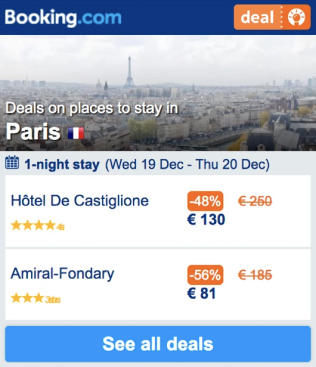 Booking.com
deal
Deals on places to stay in
Paris
1-night stay (Wed 19 Dec - Thu 20 Dec)
Hôtel De Castiglione
-48% € 250
€ 130
Amiral-Fondary
-56% € 185
€ 81
See all deals